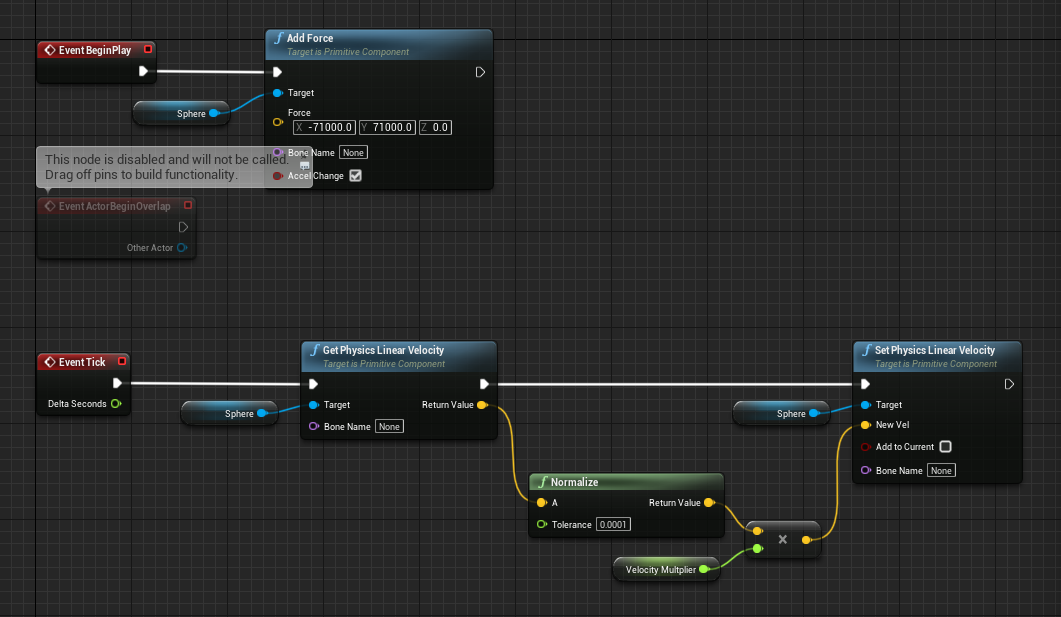 Event BeginPlay
Add Force
Target is Primitive Component
Target
Sphere
Force
X -71000.0 Y 71000.0 Z 0.0
Bone Name None
Accel Change
This node is disabled and will not be called.
Drag off pins to build functionality.
Event ActorBeginOverlap
Other Actor
Event Tick
Delta Seconds
Get Physics Linear Velocity
Target is Primitive Component
Sphere
Target
Return Value
Bone Name None
Set Physics Linear Velocity
Target is Primitive Component
Sphere
Target
New Vel
Add to Current
Bone Name None
Normalize
A
Return Value
Tolerance 0.0001
×
Velocity Multplier